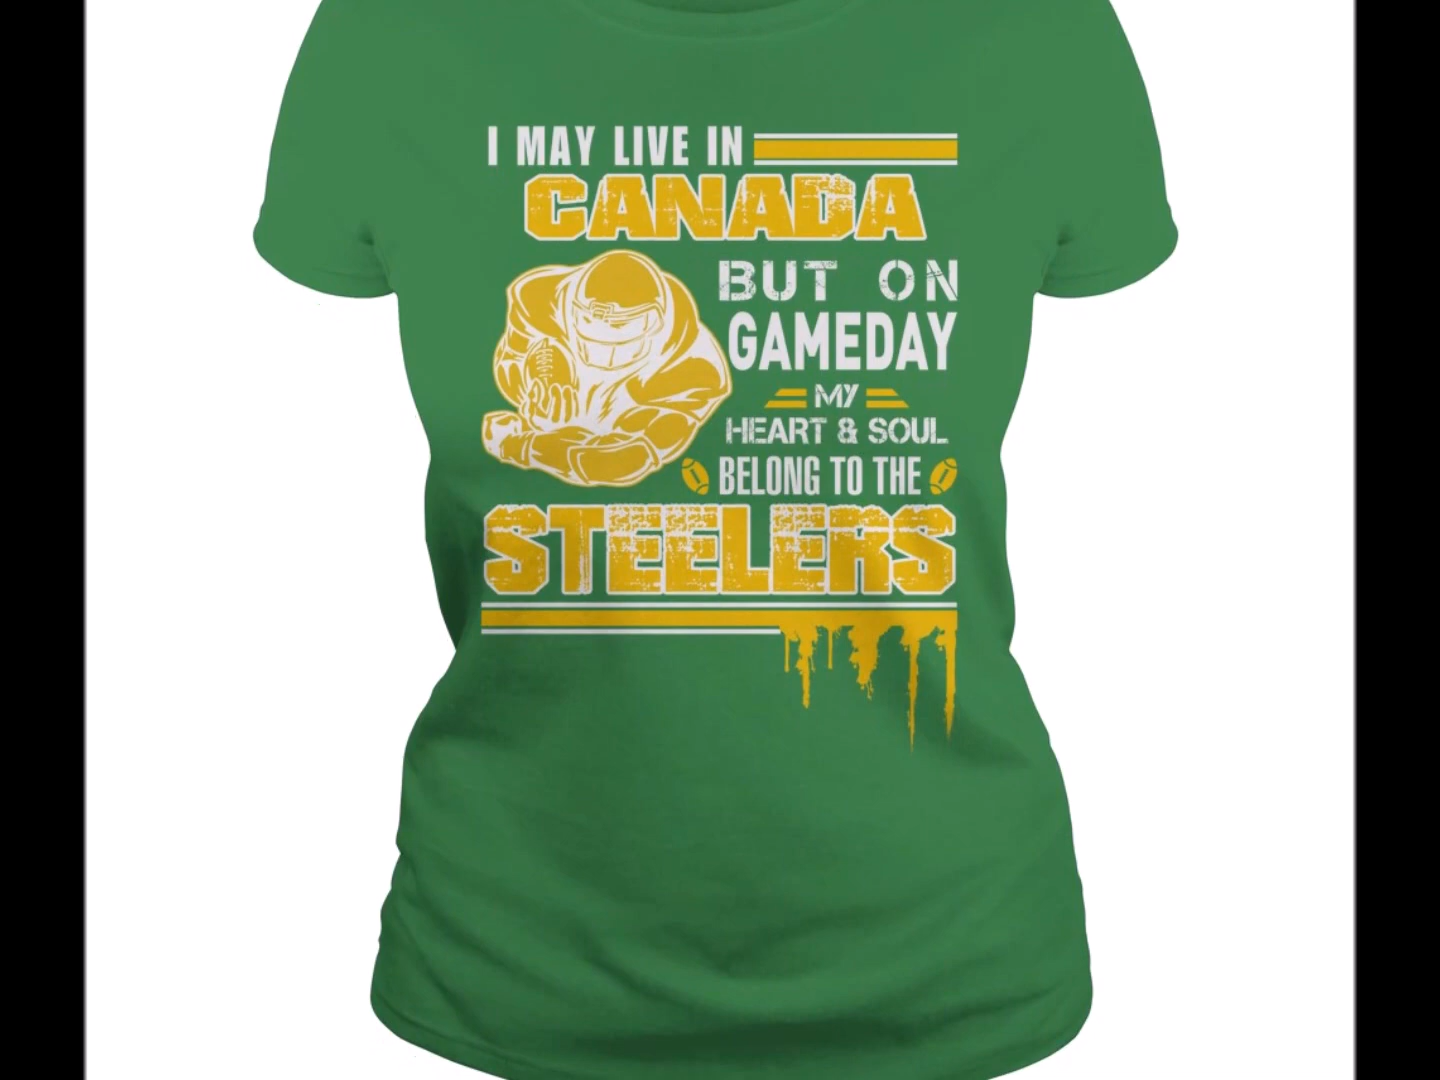 I MAY LIVE IN
CANADA
BUT ON
GAMEDAY
MY
HEART & SOUL
BELONG TO THE
STEELERS